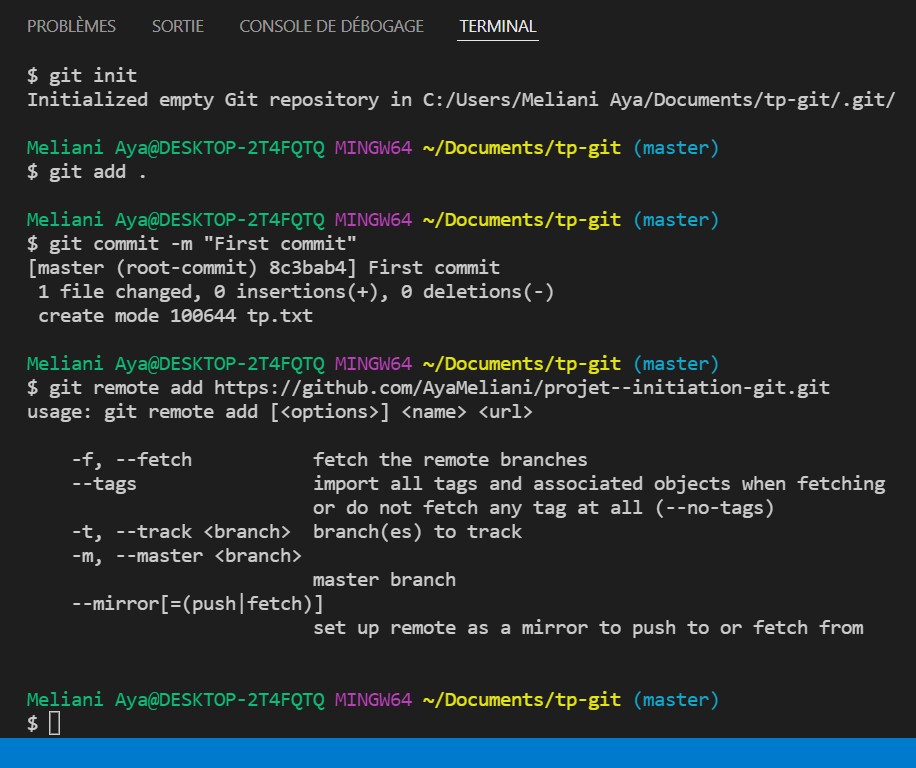 PROBLÈMES SORTIE CONSOLE DE DÉBOGAGE TERMINAL
$ git init
Initialized empty Git repository in C:/Users/Meliani Aya/Documents/tp-git/.git/
Meliani Aya@DESKTOP-2T4FQTQ MINGW64 ~/Documents/tp-git (master)
$ git add .
Meliani Aya@DESKTOP-2T4FQTQ MINGW64 ~/Documents/tp-git (master)
$ git commit -m "First commit"
[master (root-commit) 8c3bab4] First commit
 1 file changed, 0 insertions(+), 0 deletions(-)
 create mode 100644 tp.txt
Meliani Aya@DESKTOP-2T4FQTQ MINGW64 ~/Documents/tp-git (master)
$ git remote add https://github.com/AyaMeliani/projet--initiation-git.git
usage: git remote add [<options>] <name> <url>
    -f, --fetch           fetch the remote branches
    --tags                import all tags and associated objects when fetching
                          or do not fetch any tag at all (--no-tags)
    -t, --track <branch>  branch(es) to track
    -m, --master <branch>
                          master branch
    --mirror[=(push|fetch)]
                          set up remote as a mirror to push to or fetch from
Meliani Aya@DESKTOP-2T4FQTQ MINGW64 ~/Documents/tp-git (master)
$